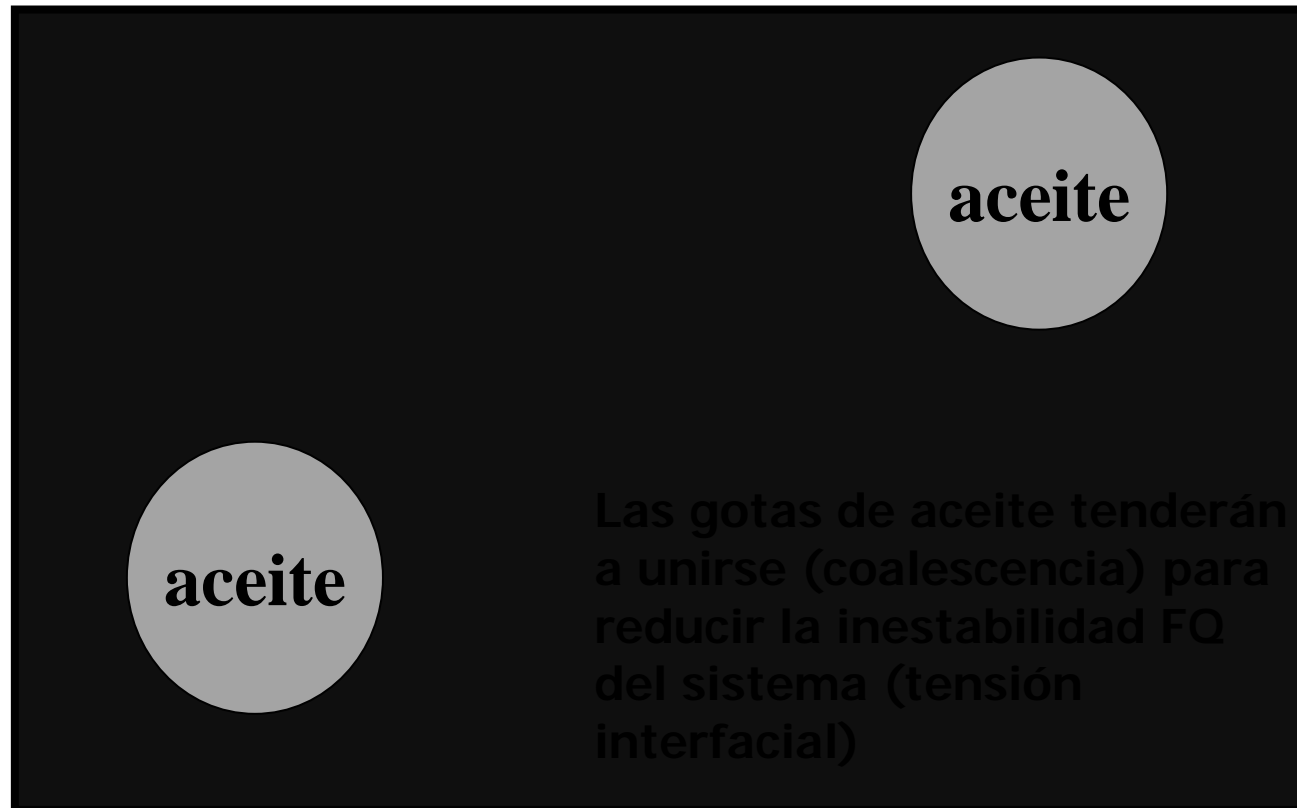 aceite
aceite
Las gotas de aceite tenderán
a unirse (coalescencia) para
reducir la inestabilidad FQ
del sistema (tensión
interfacial)